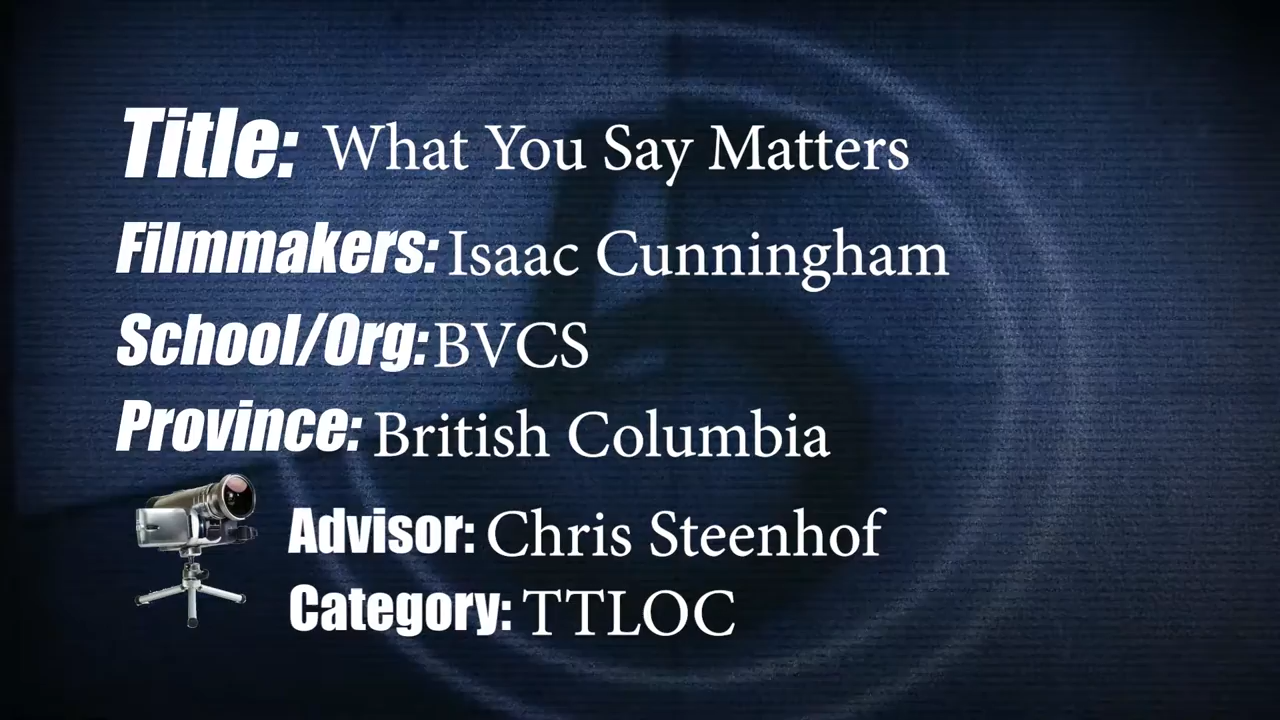 Title: What You Say Matters
Filmmakers: Isaac Cunningham
School/Org: BVCS
Province: British Columbia
Advisor: Chris Steenhof
Category: TTLOC